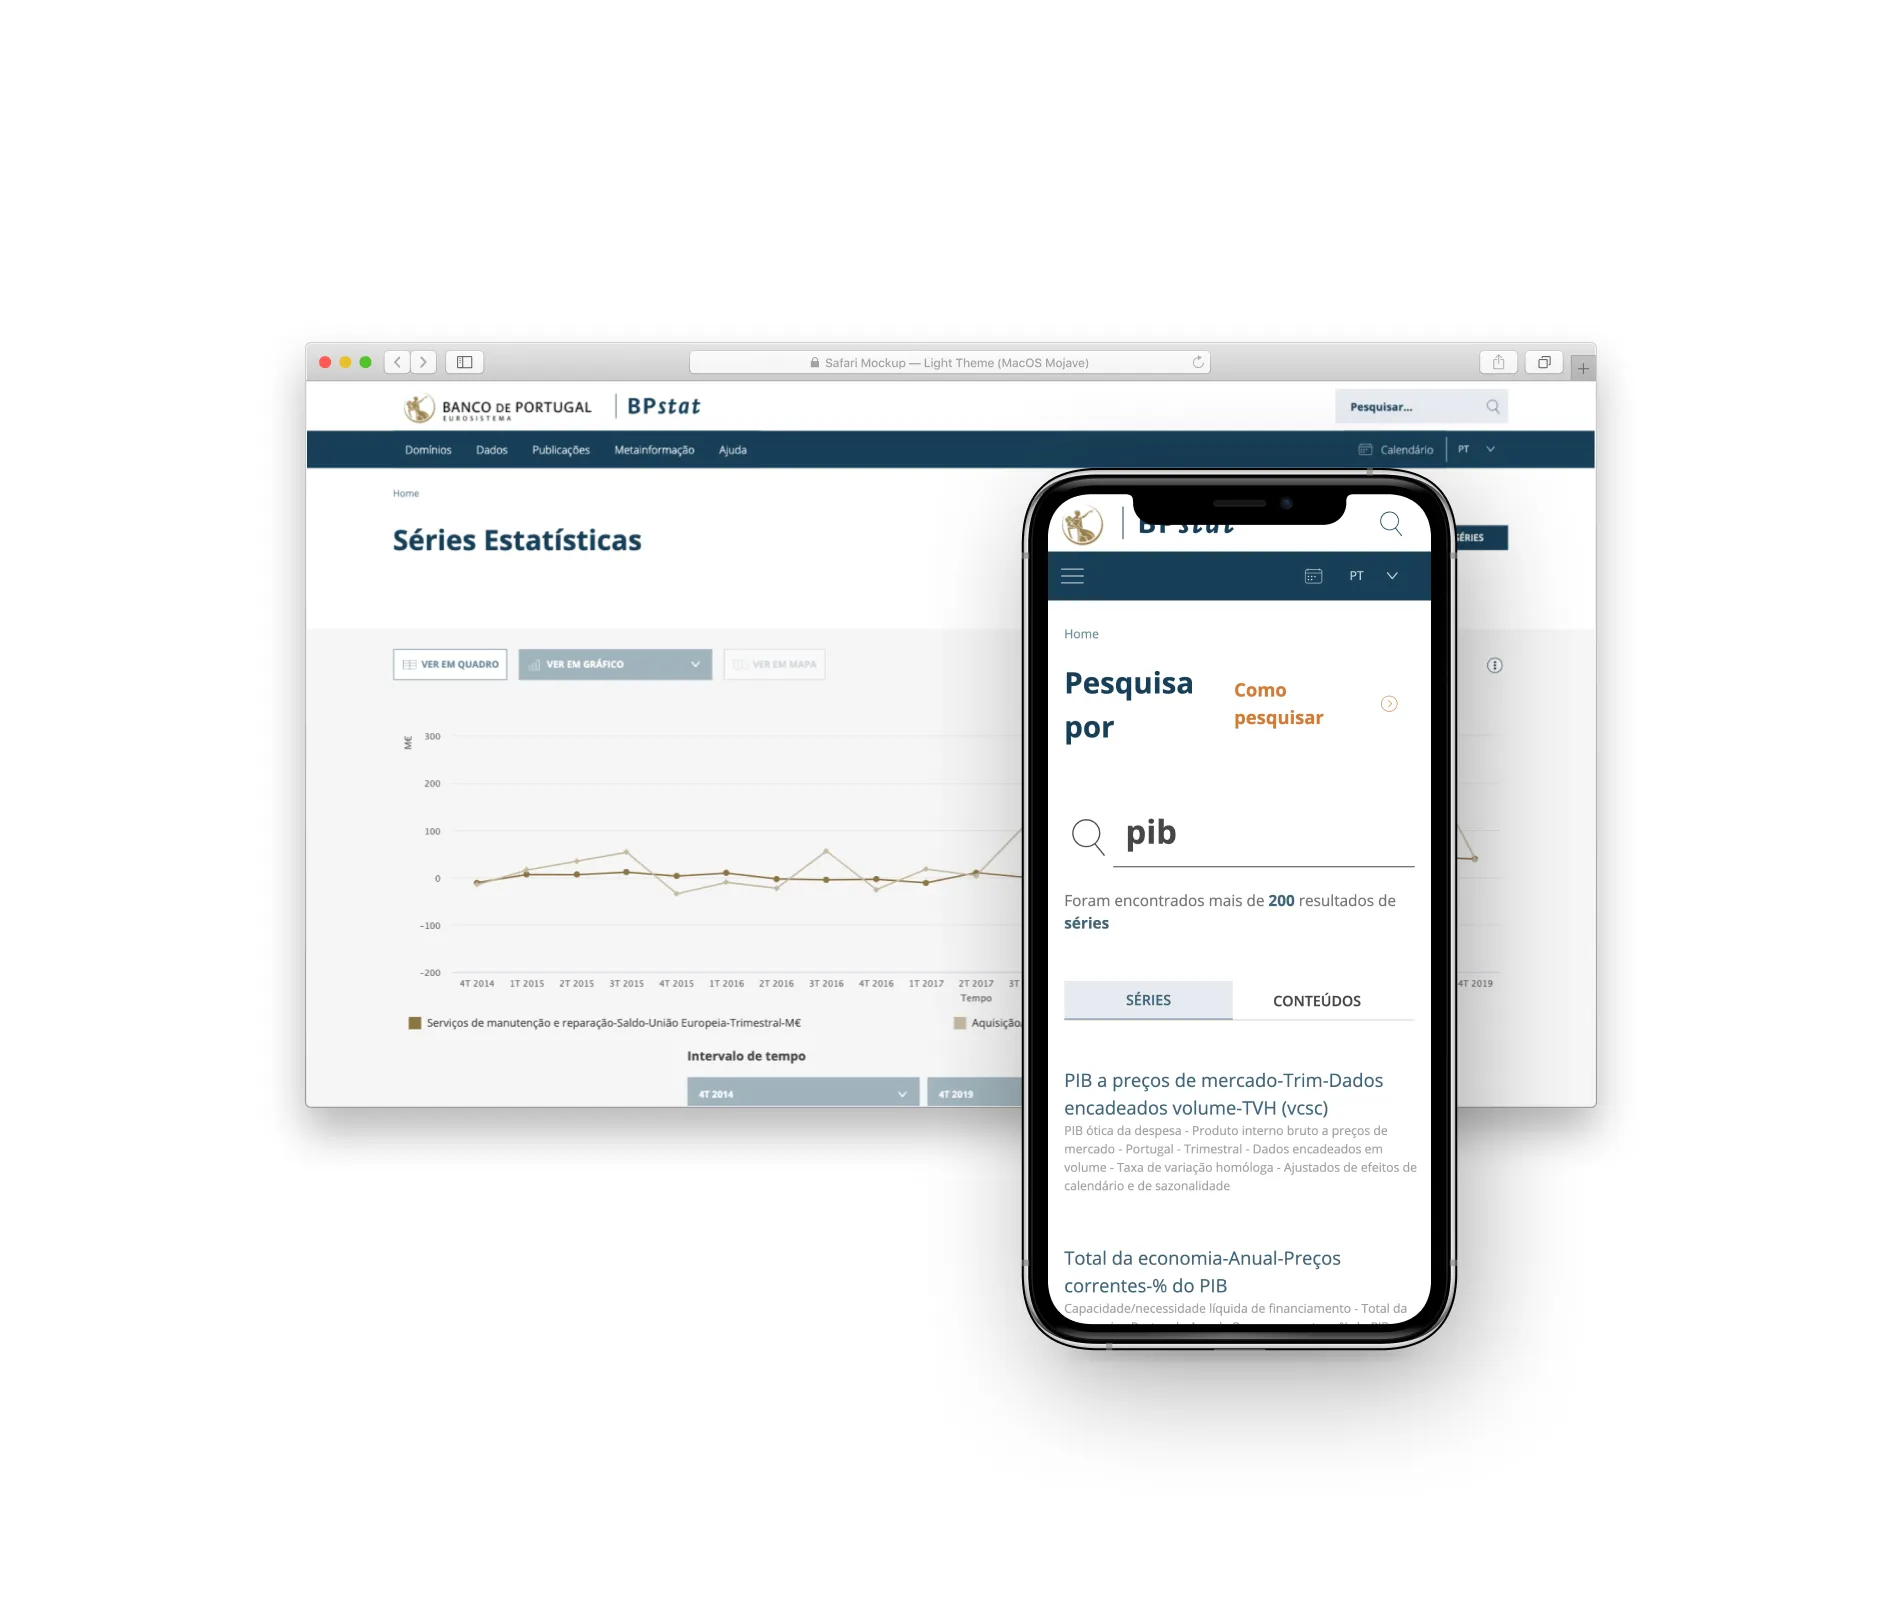 Safari Mockup — Light Theme (MacOS Mojave)
BANCO DE PORTUGAL
EUROSISTEMA
BPstat
Pesquisar...
Domínios Dados Publicações Metainformação Ajuda
Calendário PT
Home
Séries Estatísticas
SÉRIES
VER EM QUADRO
VER EM GRÁFICO
VER EM MAPA
M€
300
200
100
0
-100
-200
4T 2014 1T 2015 2T 2015 3T 2015 4T 2015 1T 2016 2T 2016 3T 2016 4T 2016 1T 2017 2T 2017 3T 4T 2019
Tempo
Serviços de manutenção e reparação-Saldo-União Europeia-Trimestral-M€
Aquisição
Intervalo de tempo
4T 2014
4T 2019
BPstat
PT
Home
Pesquisa
por
Como
pesquisar
pib
Foram encontrados mais de 200 resultados de
séries
SÉRIES CONTEÚDOS
PIB a preços de mercado-Trim-Dados
encadeados volume-TVH (vcsc)
PIB ótica da despesa - Produto interno bruto a preços de
mercado - Portugal - Trimestral - Dados encadeados em
volume - Taxa de variação homóloga - Ajustados de efeitos de
calendário e de sazonalidade
Total da economia-Anual-Preços
correntes-% do PIB
Capacidade/necessidade líquida de financiamento - Total da